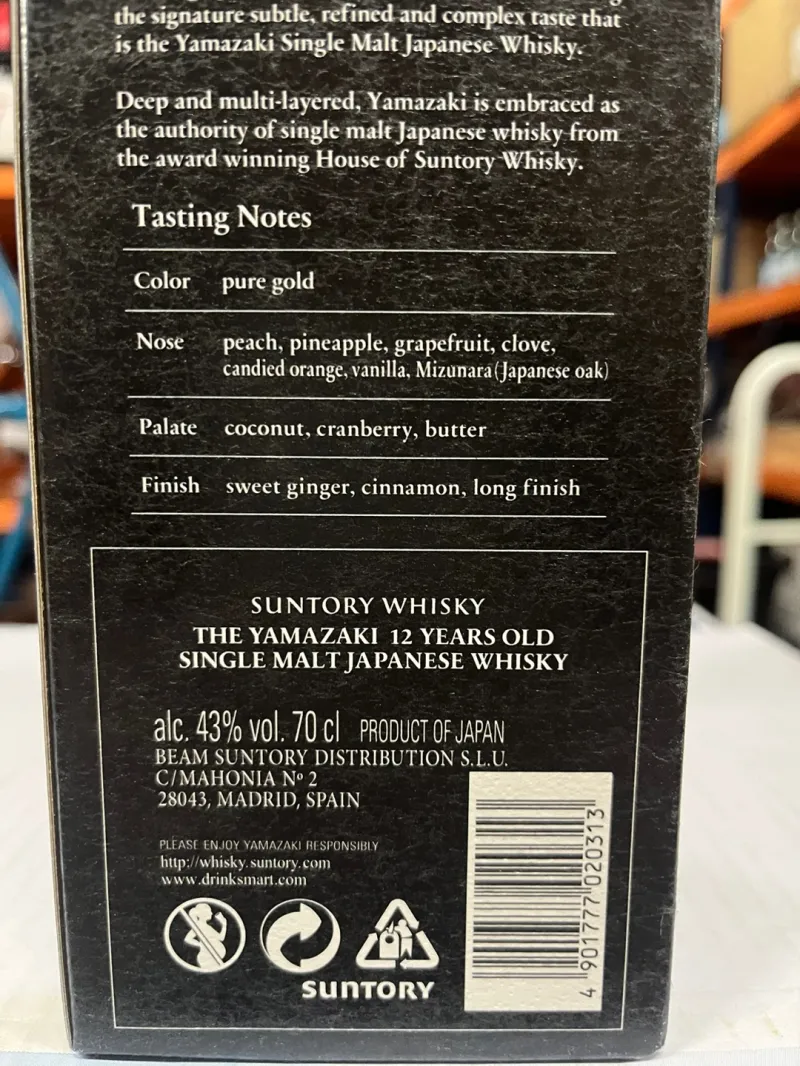 the signature subtle, refined and complex taste that
is the Yamazaki Single Malt Japanese Whisky.
Deep and multi-layered, Yamazaki is embraced as
the authority of single malt Japanese whisky from
the award winning House of Suntory Whisky.
Tasting Notes
Color pure gold
Nose peach, pineapple, grapefruit, clove,
candied orange, vanilla, Mizunara (Japanese oak)
Palate coconut, cranberry, butter
Finish sweet ginger, cinnamon, long finish
SUNTORY WHISKY
THE YAMAZAKI 12 YEARS OLD
SINGLE MALT JAPANESE WHISKY
alc. 43% vol. 70 cl PRODUCT OF JAPAN
BEAM SUNTORY DISTRIBUTION S.L.U.
C/MAHONIA Nº 2
28043, MADRID, SPAIN
PLEASE ENJOY YAMAZAKI RESPONSIBLY
http://whisky.suntory.com
www.drinksmart.com
SUNTORY
4 901777 020313